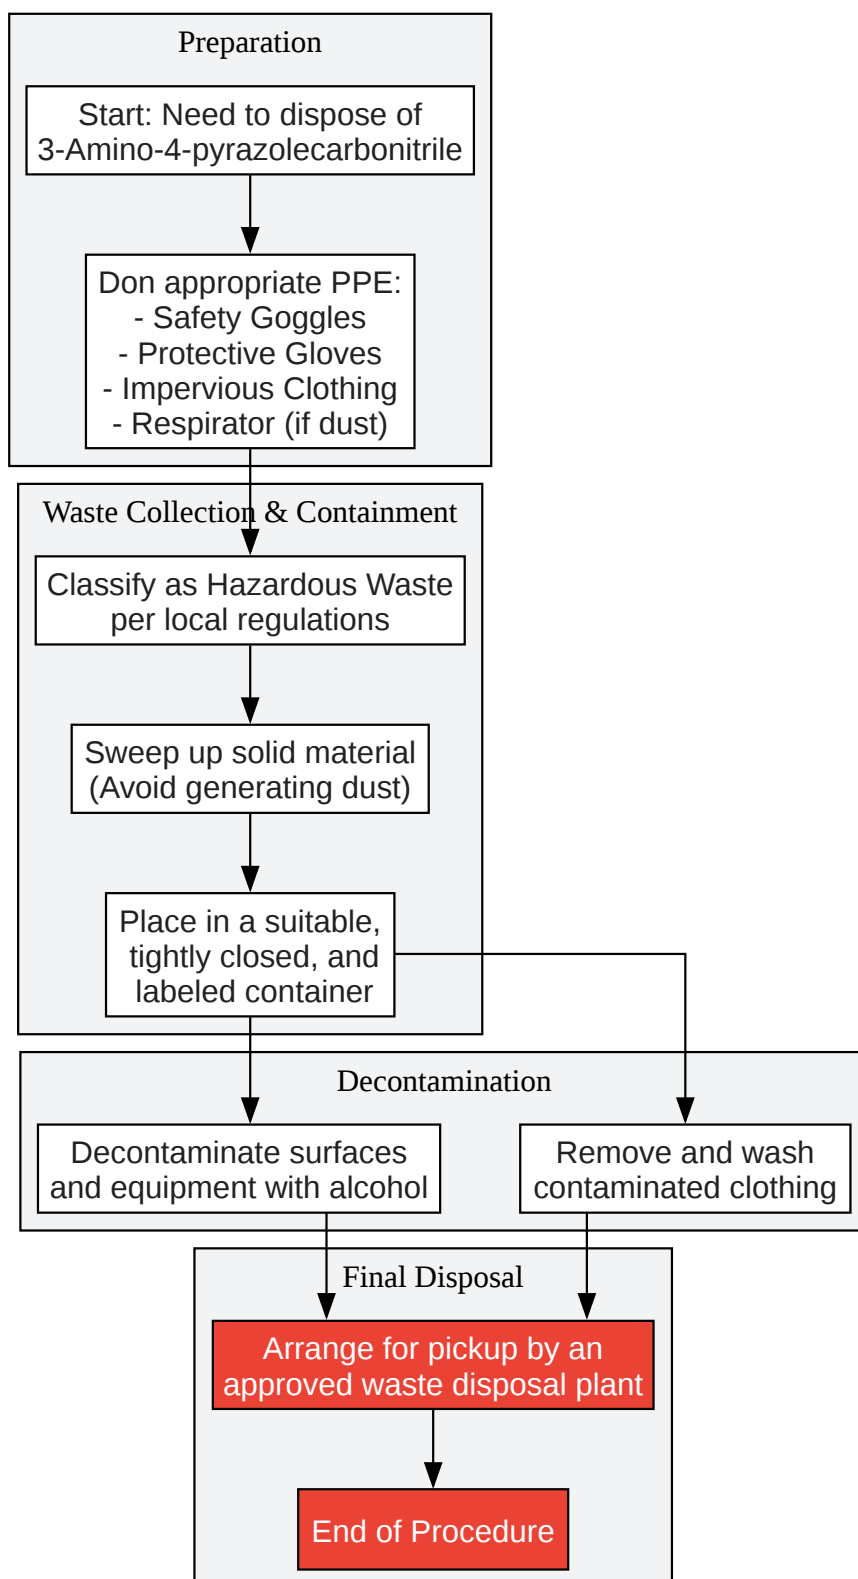 Preparation
Start: Need to dispose of
3-Amino-4-pyrazolecarbonitrile
Don appropriate PPE:
- Safety Goggles
- Protective Gloves
- Impervious Clothing
- Respirator (if dust)
Waste Collection & Containment
Classify as Hazardous Waste
per local regulations
Sweep up solid material
(Avoid generating dust)
Place in a suitable,
tightly closed, and
labeled container
Decontamination
Decontaminate surfaces
and equipment with alcohol
Remove and wash
contaminated clothing
Final Disposal
Arrange for pickup by an
approved waste disposal plant
End of Procedure